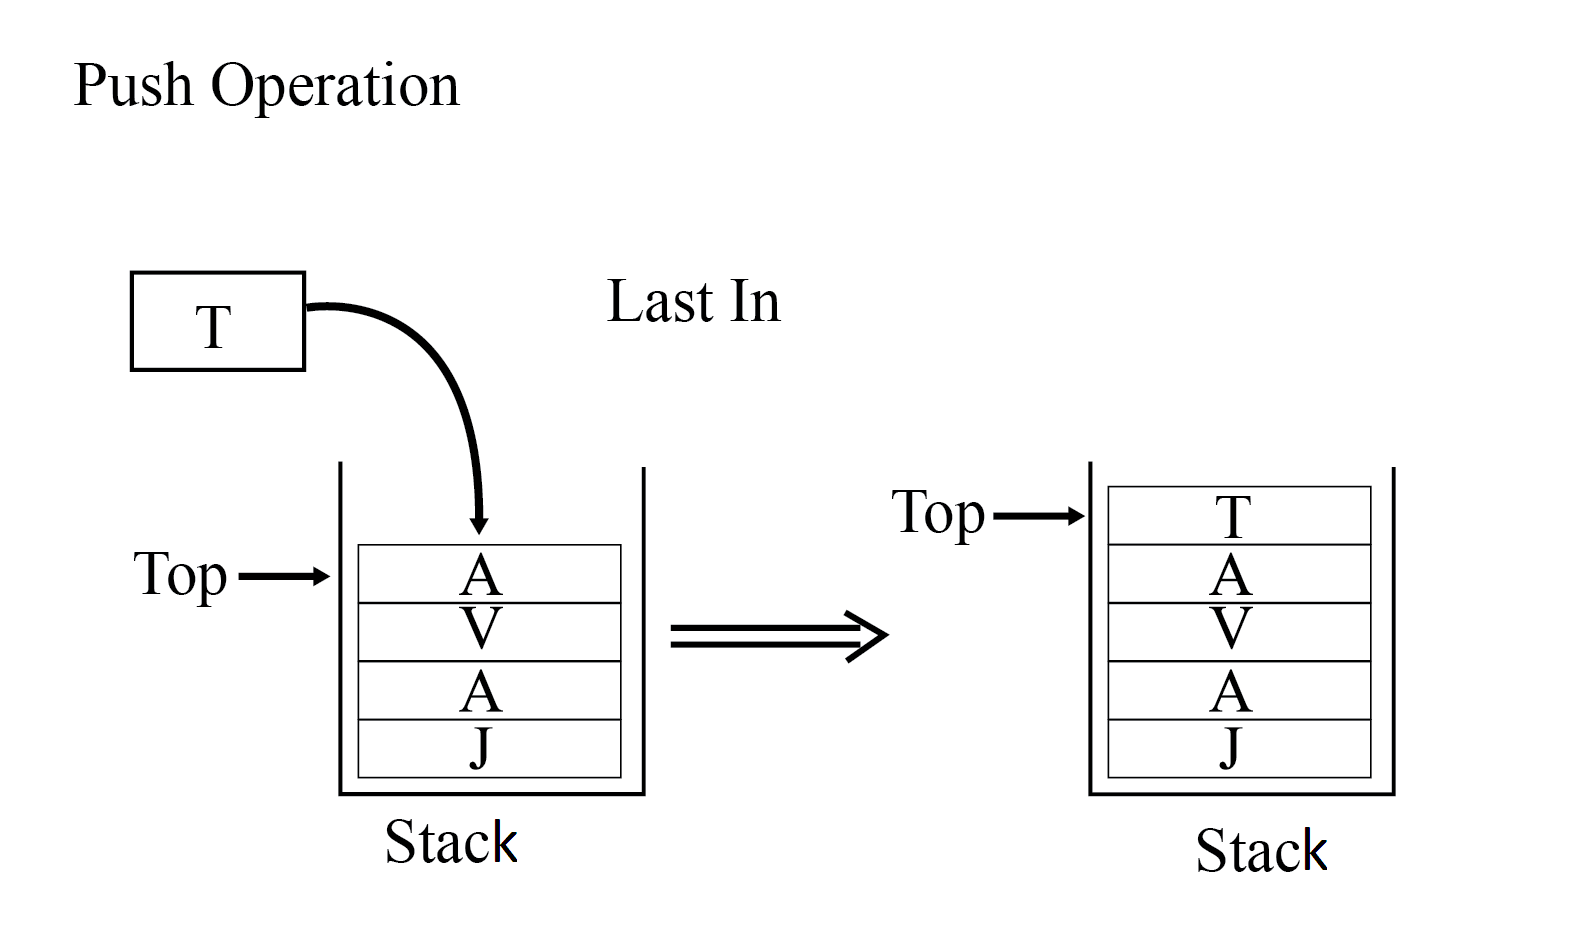 Push Operation
T
Last In
Top
A
V
A
J
Stack
Top
T
A
V
A
J
Stack